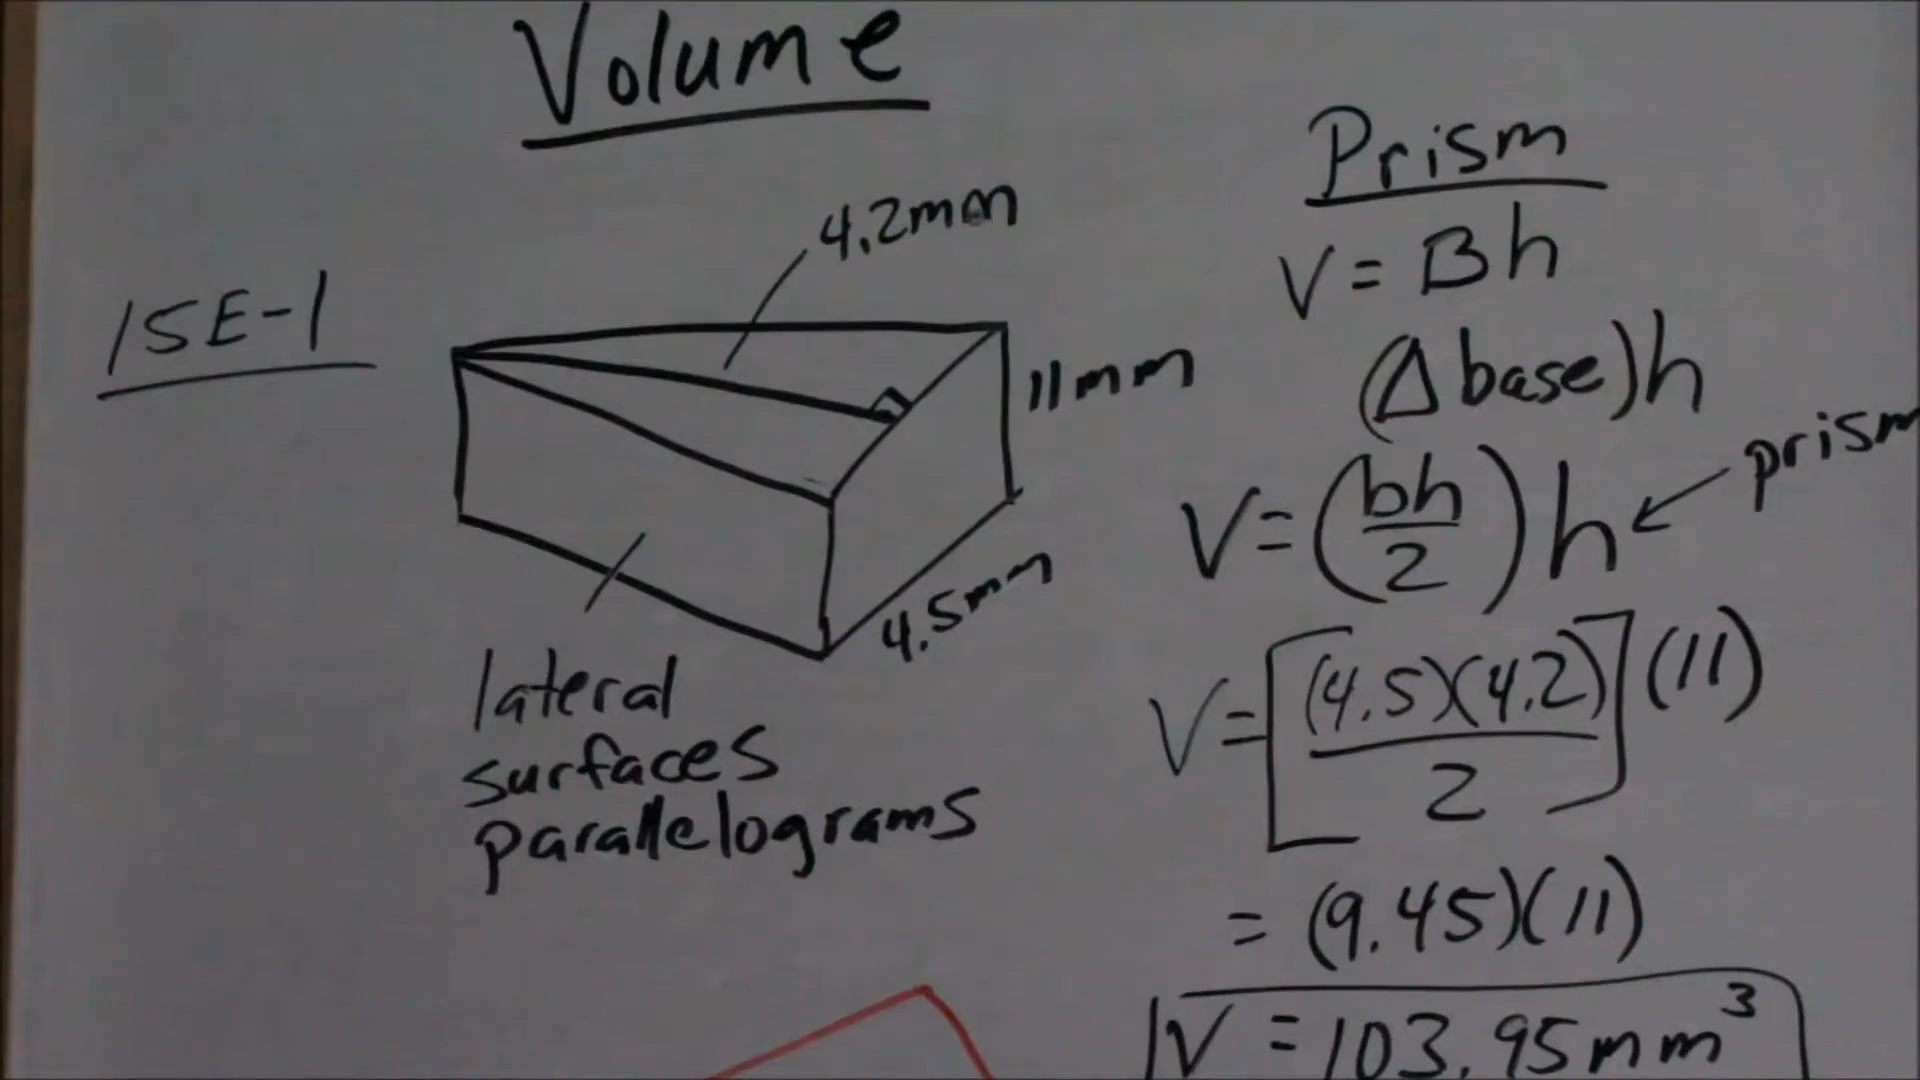 Volume
15E-1
4.2mm
11mm
4.5mm
lateral
surfaces
parallelograms
Prism
V = Bh
(Δ base)h
V = (bh/2) h ← prism
V = [(4.5)(4.2)/2] (11)
= (9.45)(11)
V = 103.95mm³